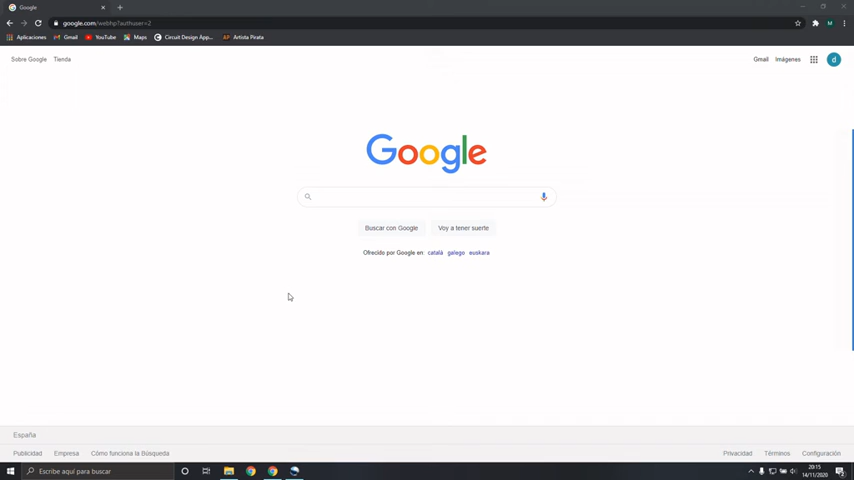 Google
google.com/webhp?authuser=2
M
Aplicaciones Gmail YouTube Maps Circuit Design App... AF Artista Pirata
Sobre Google Tienda Gmail Imágenes d
Google
Buscar con Google Voy a tener suerte
Ofrecido por Google en: català galego euskara
España
Publicidad Empresa Cómo funciona la Búsqueda Privacidad Términos Configuración
Escribe aquí para buscar
20:15
14/11/2020